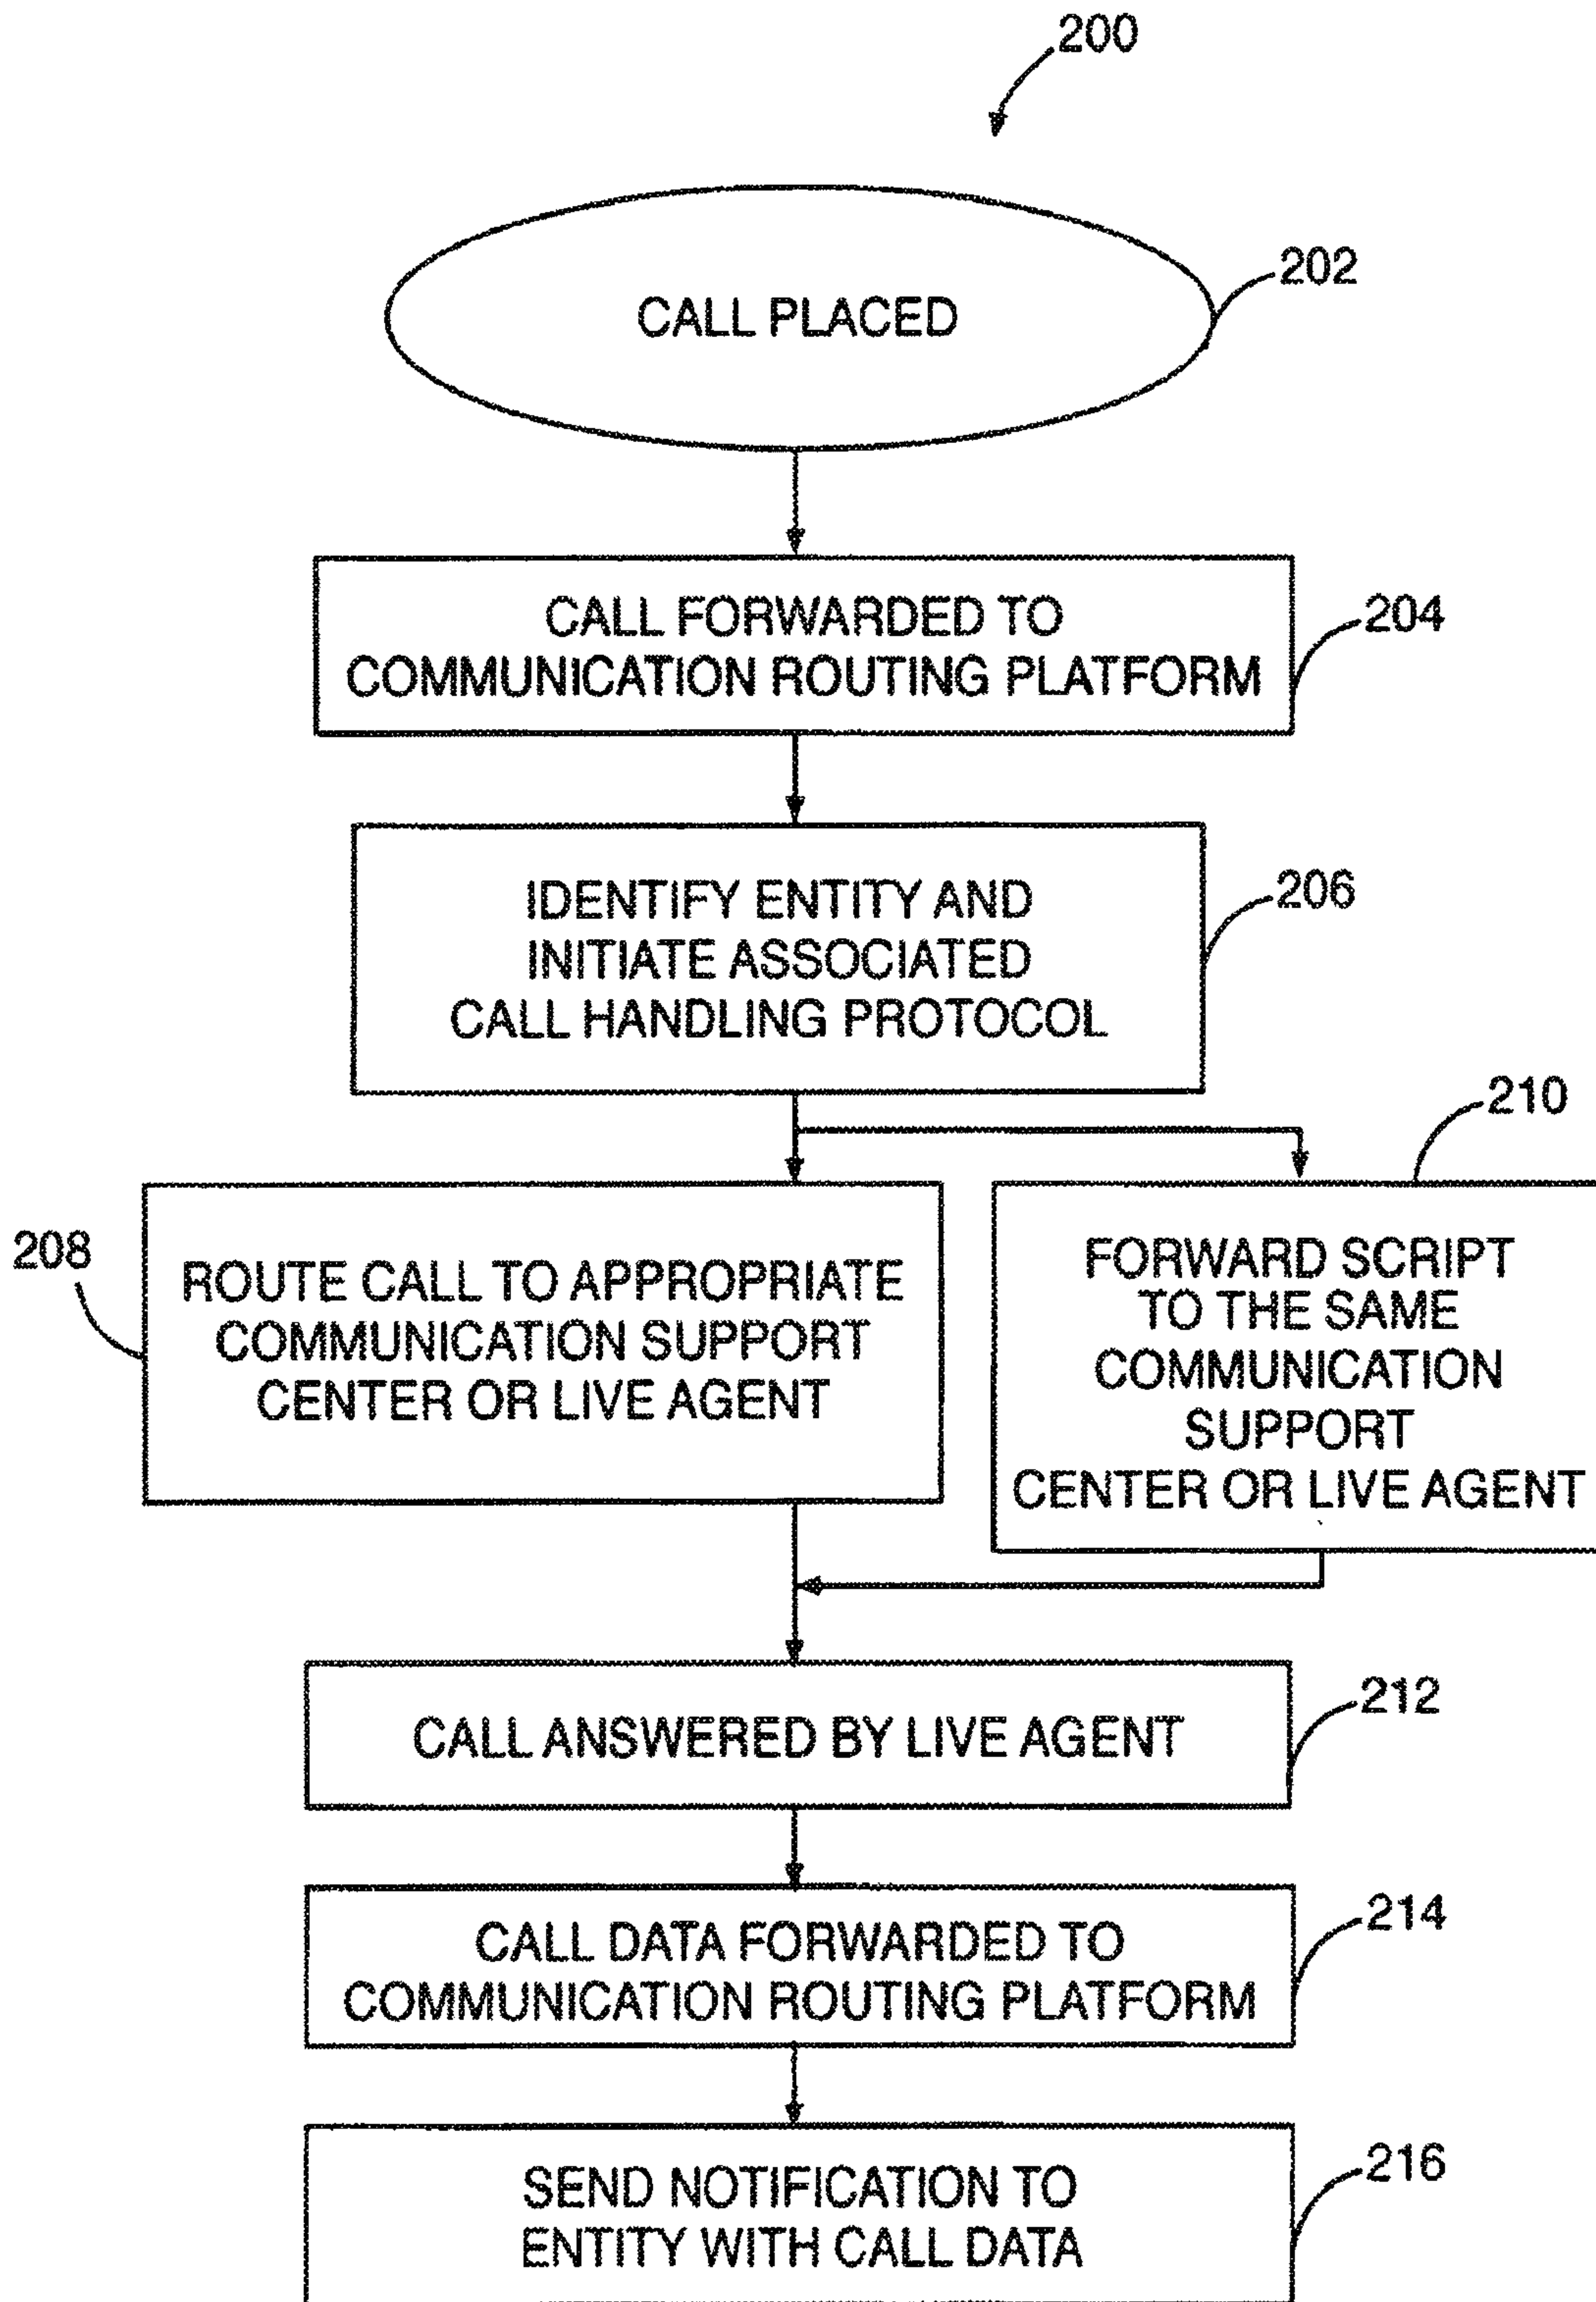 200
CALL PLACED
202
CALL FORWARDED TO
COMMUNICATION ROUTING PLATFORM
204
IDENTIFY ENTITY AND
INITIATE ASSOCIATED
CALL HANDLING PROTOCOL
206
208
ROUTE CALL TO APPROPRIATE
COMMUNICATION SUPPORT
CENTER OR LIVE AGENT
210
FORWARD SCRIPT
TO THE SAME
COMMUNICATION
SUPPORT
CENTER OR LIVE AGENT
CALL ANSWERED BY LIVE AGENT
212
CALL DATA FORWARDED TO
COMMUNICATION ROUTING PLATFORM
214
SEND NOTIFICATION TO
ENTITY WITH CALL DATA
216